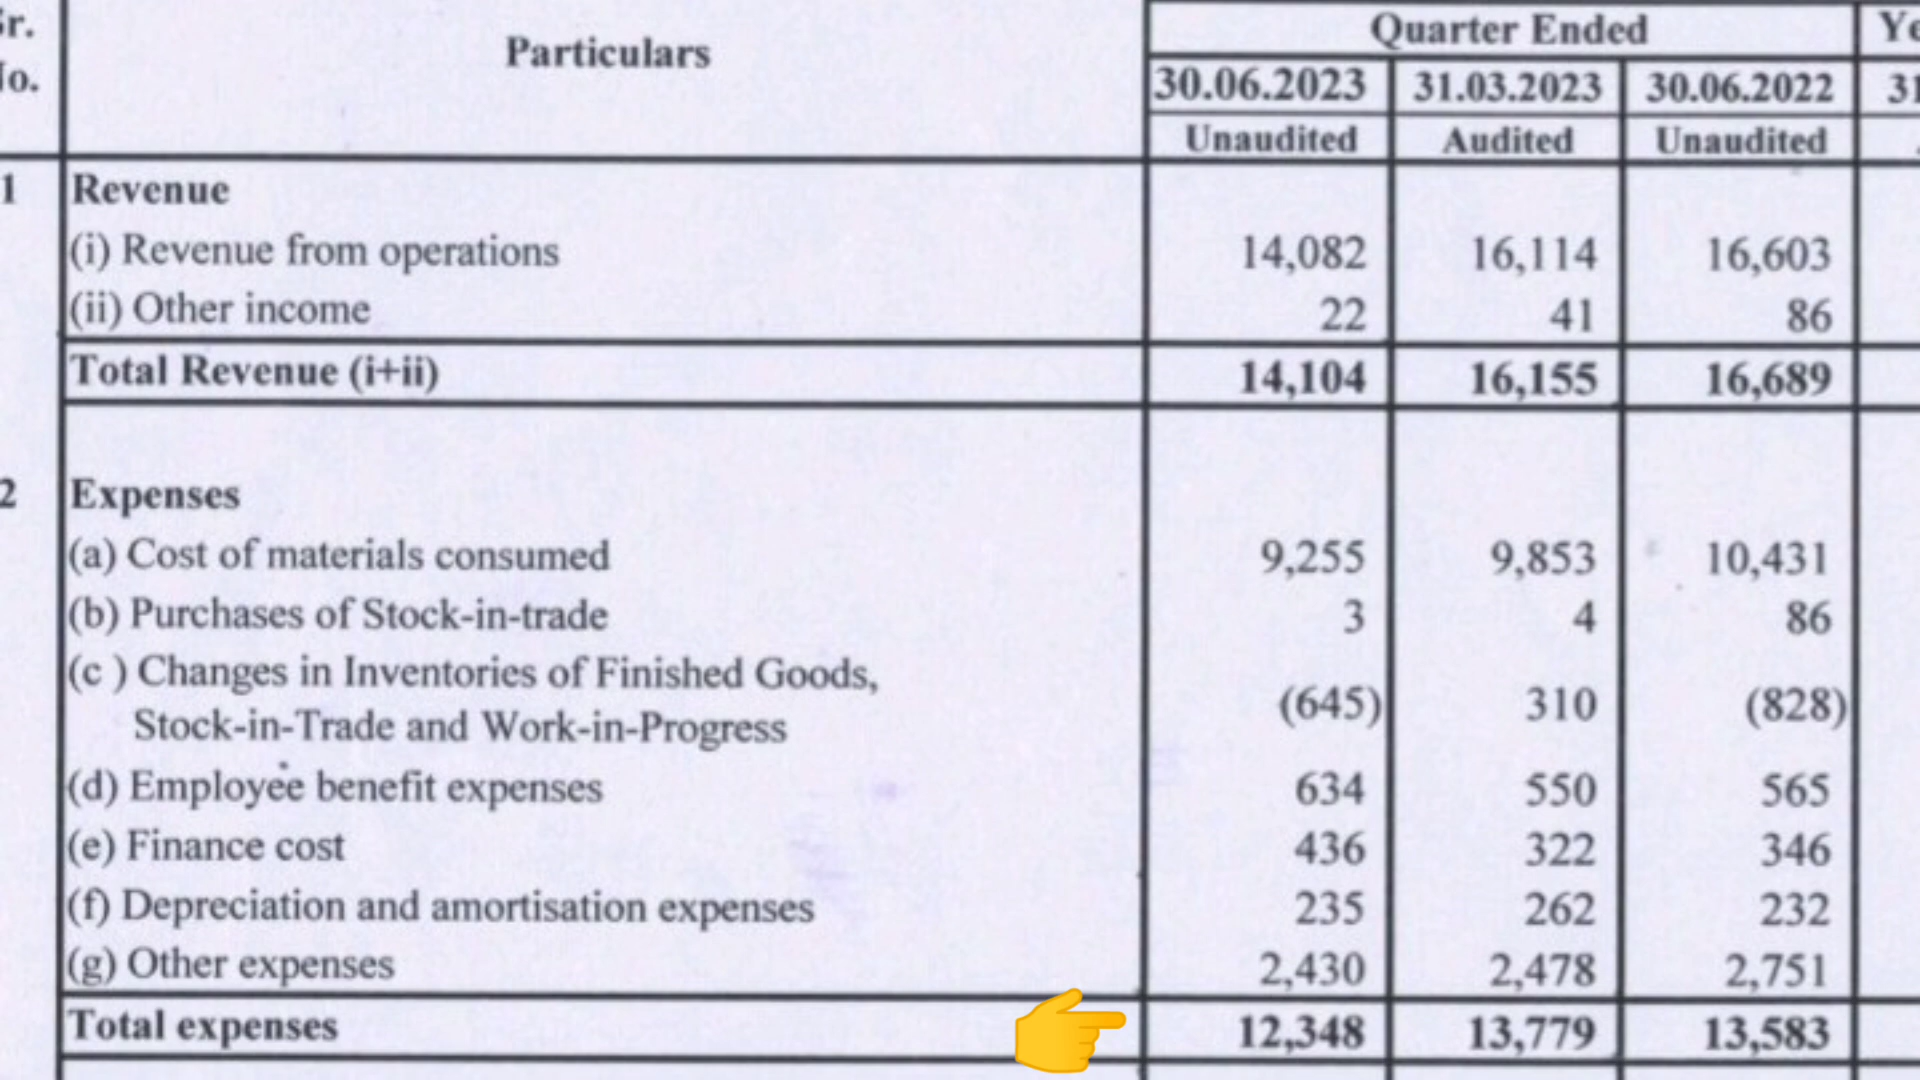 Quarter Ended
Particulars
No.
30.06.2023 31.03.2023 30.06.2022
Unaudited Audited Unaudited
1 Revenue
(i) Revenue from operations 14,082 16,114 16,603
(ii) Other income 22 41 86
Total Revenue (i+ii) 14,104 16,155 16,689
2 Expenses
(a) Cost of materials consumed 9,255 9,853 10,431
(b) Purchases of Stock-in-trade 3 4 86
(c ) Changes in Inventories of Finished Goods,
Stock-in-Trade and Work-in-Progress (645) 310 (828)
(d) Employee benefit expenses 634 550 565
(e) Finance cost 436 322 346
(f) Depreciation and amortisation expenses 235 262 232
(g) Other expenses 2,430 2,478 2,751
Total expenses 12,348 13,779 13,583